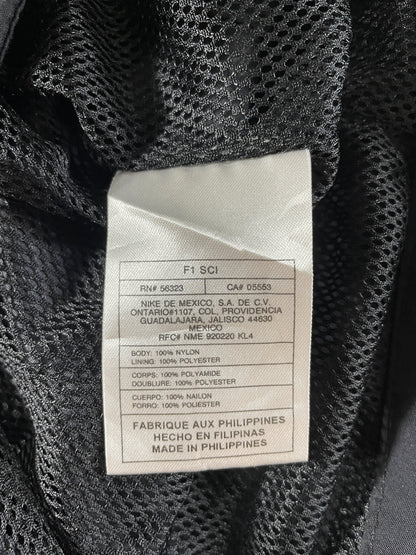 F1 SCI
RN# 56323 CA# 05553
NIKE DE MEXICO, S.A. DE C.V.
ONTARIO#1107, COL. PROVIDENCIA
GUADALAJARA, JALISCO 44630
MEXICO
RFC# NME 920220 KL4
BODY: 100% NYLON
LINING: 100% POLYESTER
CORPS: 100% POLYAMIDE
DOUBLURE: 100% POLYESTER
CUERPO: 100% NAILON
FORRO: 100% POLIESTER
FABRIQUE AUX PHILIPPINES
HECHO EN FILIPINAS
MADE IN PHILIPPINES